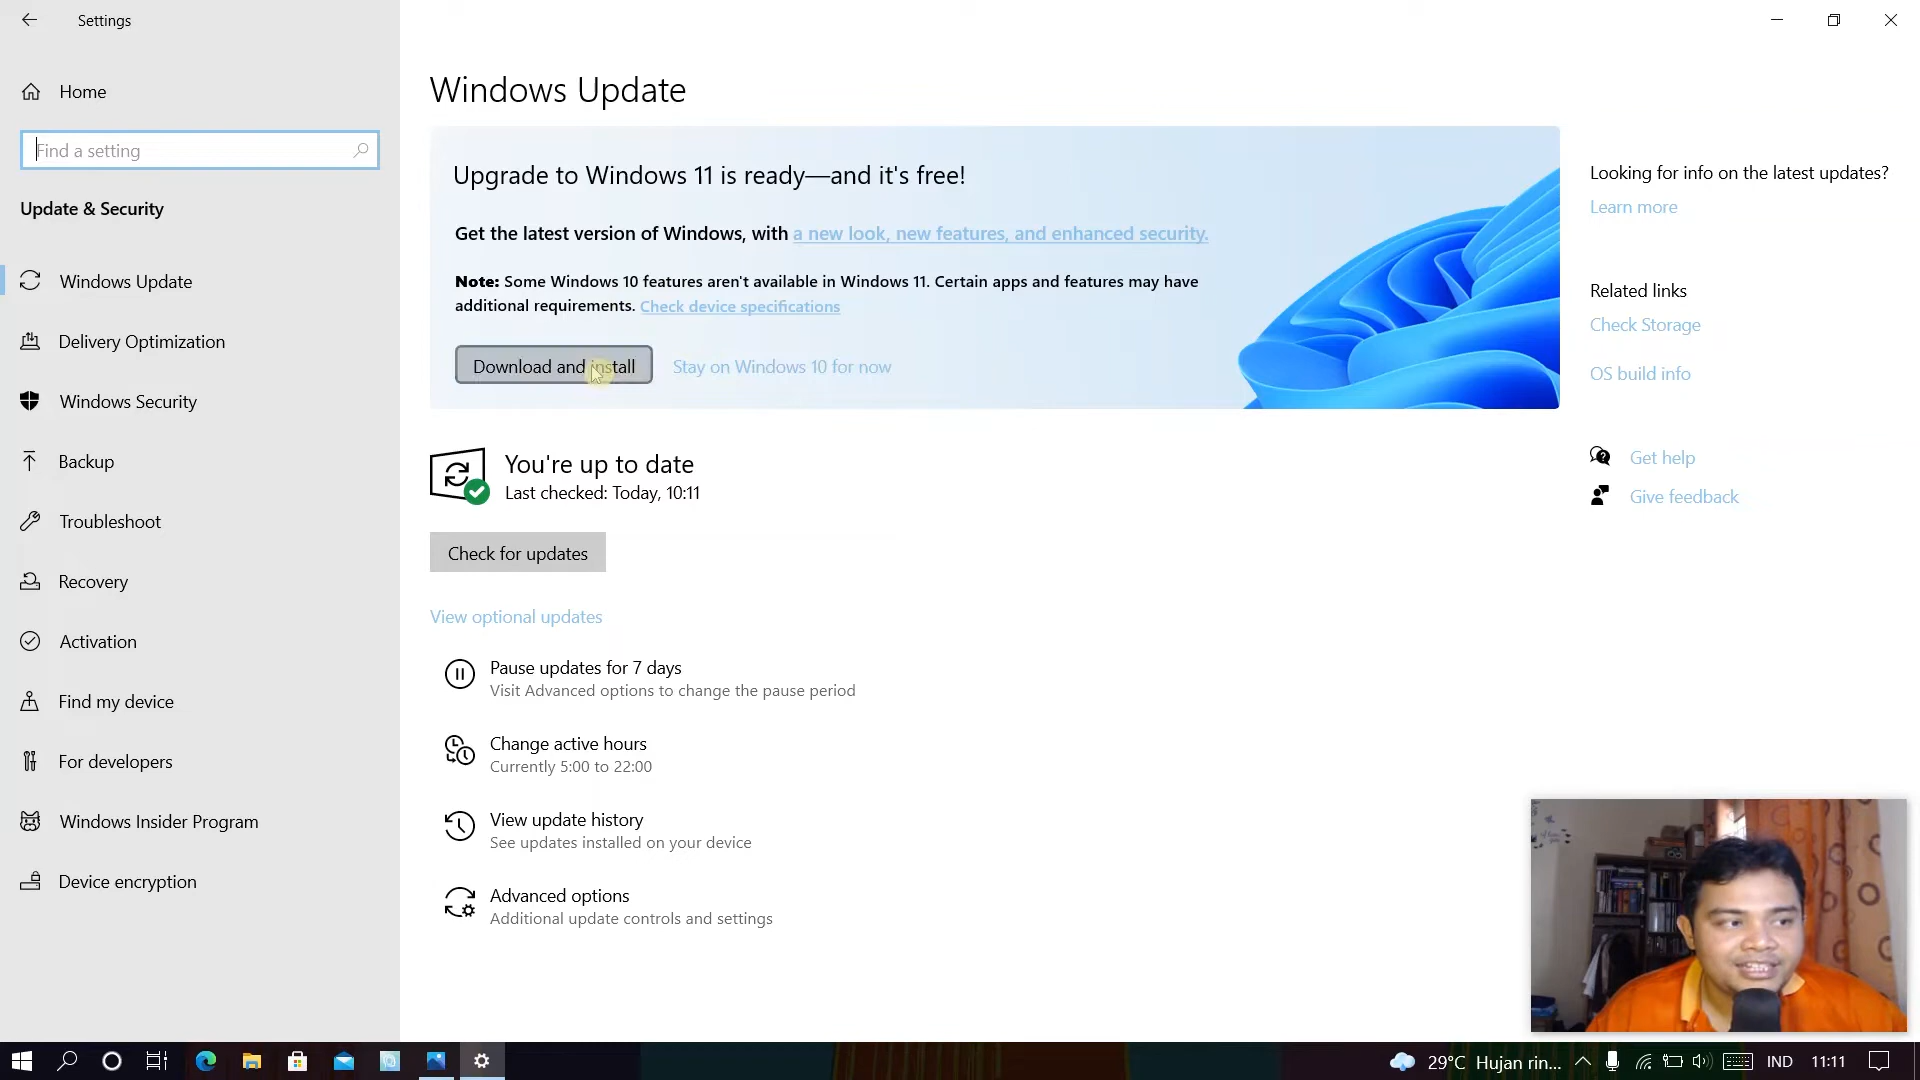 Settings
Home
Find a setting
Update & Security
Windows Update
Delivery Optimization
Windows Security
Backup
Troubleshoot
Recovery
Activation
Find my device
For developers
Windows Insider Program
Device encryption
Windows Update
Upgrade to Windows 11 is ready—and it's free!
Get the latest version of Windows, with a new look, new features, and enhanced security.
Note: Some Windows 10 features aren't available in Windows 11. Certain apps and features may have
additional requirements. Check device specifications
Download and install
Stay on Windows 10 for now
You're up to date
Last checked: Today, 10:11
Check for updates
View optional updates
Pause updates for 7 days
Visit Advanced options to change the pause period
Change active hours
Currently 5:00 to 22:00
View update history
See updates installed on your device
Advanced options
Additional update controls and settings
Looking for info on the latest updates?
Learn more
Related links
Check Storage
OS build info
Get help
Give feedback
29°C Hujan rin...
IND
11:11